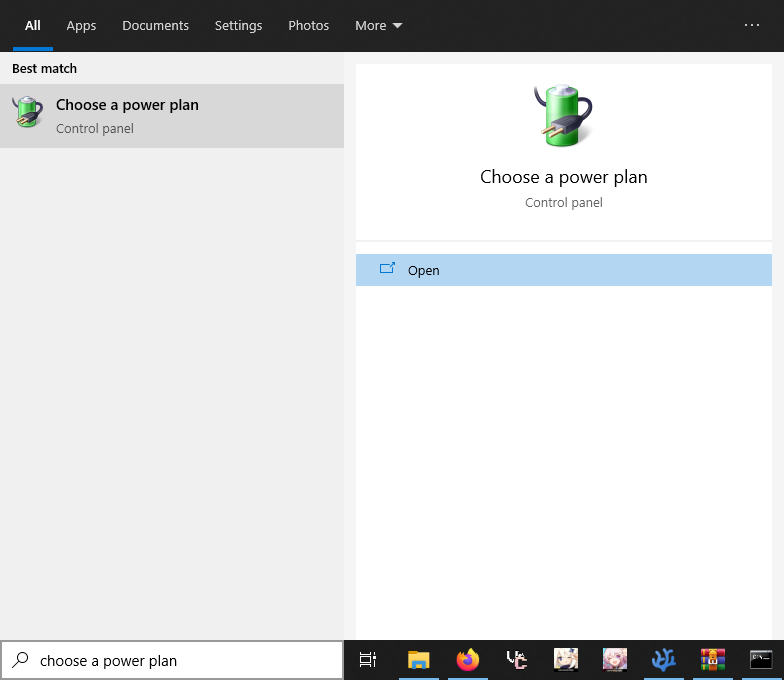 All Apps Documents Settings Photos More ...
Best match
Choose a power plan
Control panel
Choose a power plan
Control panel
Open
choose a power plan